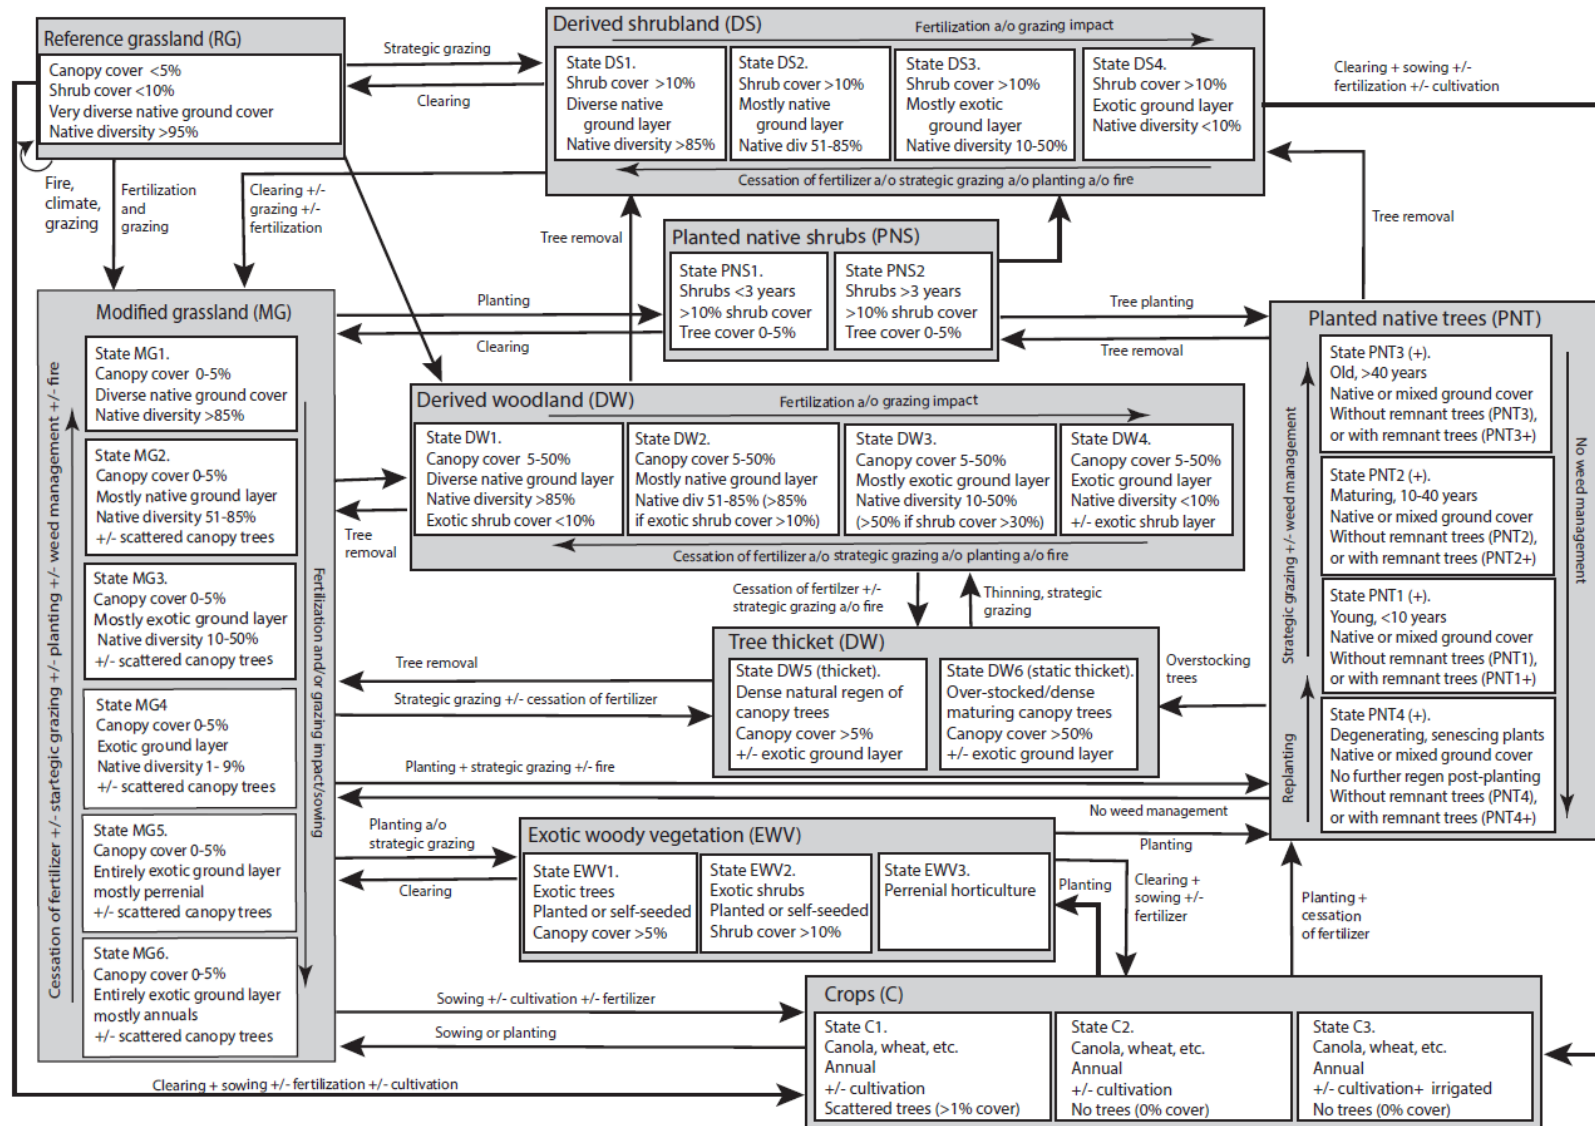 Reference grassland (RG)
Canopy cover <5%
Shrub cover <10%
Very diverse native ground cover
Native diversity >95%
Strategic grazing
Clearing
Derived shrubland (DS)
Fertilization a/o grazing impact
State DS1.
Shrub cover >10%
Diverse native
ground layer
Native diversity >85%
State DS2.
Shrub cover >10%
Mostly native
ground layer
Native div 51-85%
State DS3.
Shrub cover >10%
Mostly exotic
ground layer
Native diversity 10-50%
State DS4.
Shrub cover >10%
Exotic ground layer
Native diversity <10%
Cessation of fertilizer a/o strategic grazing a/o planting a/o fire
Clearing + sowing +/-
fertilization +/- cultivation
Fire,
climate,
grazing
Fertilization
and
grazing
Clearing +/-
grazing +/-
fertilization
Tree removal
Tree removal
Planted native shrubs (PNS)
State PNS1.
Shrubs <3 years
>10% shrub cover
Tree cover 0-5%
State PNS2
Shrubs >3 years
>10% shrub cover
Tree cover 0-5%
Planting
Clearing
Tree planting
Tree removal
Modified grassland (MG)
State MG1.
Canopy cover 0-5%
Diverse native ground cover
Native diversity >85%
State MG2.
Canopy cover 0-5%
Mostly native ground layer
Native diversity 51-85%
+/- scattered canopy trees
State MG3.
Canopy cover 0-5%
Mostly exotic ground layer
Native diversity 10-50%
+/- scattered canopy trees
State MG4
Canopy cover 0-5%
Exotic ground layer
Native diversity 1- 9%
+/- scattered canopy trees
State MG5.
Canopy cover 0-5%
Entirely exotic ground layer
mostly perrenial
+/- scattered canopy trees
State MG6.
Canopy cover 0-5%
Entirely exotic ground layer
mostly annuals
+/- scattered canopy trees
Cessation of fertilizer +/- startegic grazing +/- planting +/- weed management +/- fire
Fertilization and/or grazing impact/sowing
Derived woodland (DW)
Fertilization a/o grazing impact
State DW1.
Canopy cover 5-50%
Diverse native ground layer
Native diversity >85%
Exotic shrub cover <10%
State DW2.
Canopy cover 5-50%
Mostly native ground layer
Native div 51-85% (>85%
if exotic shrub cover >10%)
State DW3.
Canopy cover 5-50%
Mostly exotic ground layer
Native diversity 10-50%
(>50% if shrub cover >30%)
State DW4.
Canopy cover 5-50%
Exotic ground layer
Native diversity <10%
+/- exotic shrub layer
Cessation of fertilizer a/o strategic grazing a/o planting a/o fire
Tree
removal
Cessation of fertilzer +/-
strategic grazing a/o fire
Thinning, strategic
grazing
Tree thicket (DW)
State DW5 (thicket).
Dense natural regen of
canopy trees
Canopy cover >5%
+/- exotic ground layer
State DW6 (static thicket).
Over-stocked/dense
maturing canopy trees
Canopy cover >50%
+/- exotic ground layer
Overstocking
trees
Tree removal
Strategic grazing +/- cessation of fertilizer
Planting + strategic grazing +/- fire
No weed management
Planted native trees (PNT)
State PNT3 (+).
Old, >40 years
Native or mixed ground cover
Without remnant trees (PNT3),
or with remnant trees (PNT3+)
State PNT2 (+).
Maturing, 10-40 years
Native or mixed ground cover
Without remnant trees (PNT2),
or with remnant trees (PNT2+)
State PNT1 (+).
Young, <10 years
Native or mixed ground cover
Without remnant trees (PNT1),
or with remnant trees (PNT1+)
State PNT4 (+).
Degenerating, senescing plants
Native or mixed ground cover
No further regen post-planting
Without remnant trees (PNT4),
or with remnant trees (PNT4+)
Strategic grazing +/- weed management
Replanting
No weed management
Planting a/o
strategic grazing
Clearing
Exotic woody vegetation (EWV)
State EWV1.
Exotic trees
Planted or self-seeded
Canopy cover >5%
State EWV2.
Exotic shrubs
Planted or self-seeded
Shrub cover >10%
State EWV3.
Perrenial horticulture
Planting
Planting
Clearing +
sowing +/-
fertilizer
Planting +
cessation
of fertilizer
Sowing +/- cultivation +/- fertilizer
Sowing or planting
Clearing + sowing +/- fertilization +/- cultivation
Crops (C)
State C1.
Canola, wheat, etc.
Annual
+/- cultivation
Scattered trees (>1% cover)
State C2.
Canola, wheat, etc.
Annual
+/- cultivation
No trees (0% cover)
State C3.
Canola, wheat, etc.
Annual
+/- cultivation+ irrigated
No trees (0% cover)